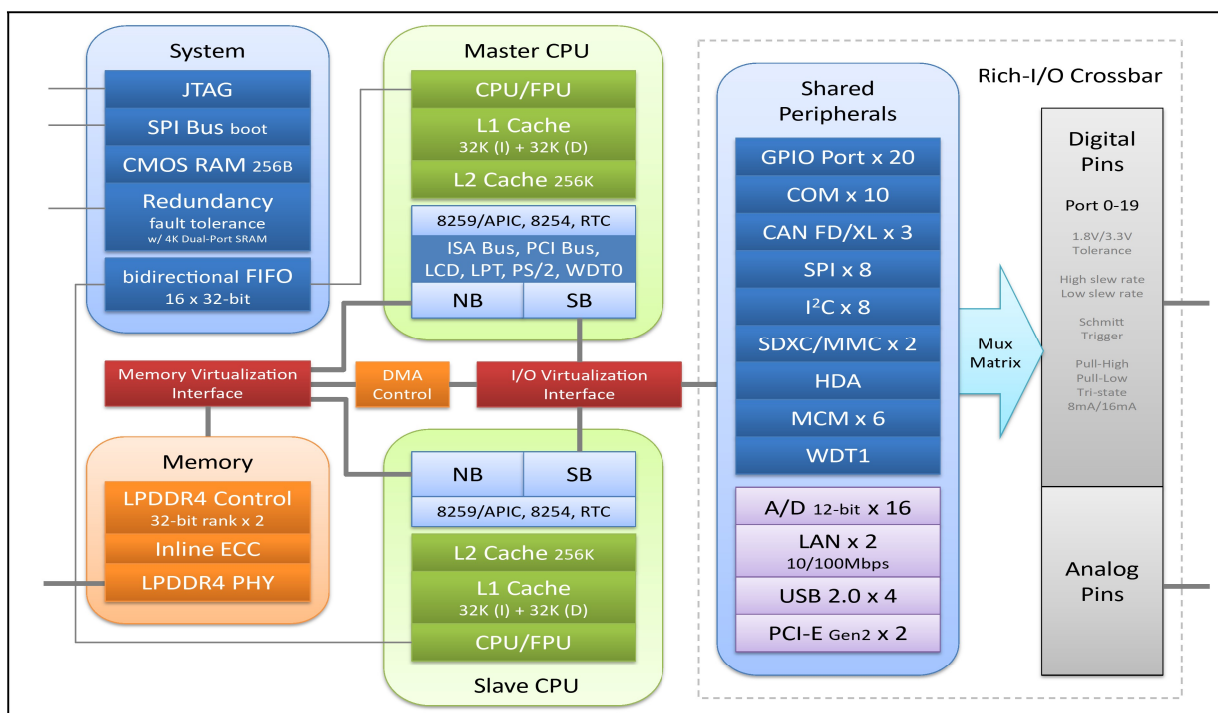 System
JTAG
SPI Bus boot
CMOS RAM 256B
Redundancy
fault tolerance
w/ 4K Dual-Port SRAM
bidirectional FIFO
16 x 32-bit
Master CPU
CPU/FPU
L1 Cache
32K (I) + 32K (D)
L2 Cache 256K
8259/APIC, 8254, RTC
ISA Bus, PCI Bus,
LCD, LPT, PS/2, WDT0
NB
SB
Memory Virtualization
Interface
DMA
Control
I/O Virtualization
Interface
Memory
LPDDR4 Control
32-bit rank x 2
Inline ECC
LPDDR4 PHY
NB
SB
8259/APIC, 8254, RTC
L2 Cache 256K
L1 Cache
32K (I) + 32K (D)
CPU/FPU
Slave CPU
Shared
Peripherals
GPIO Port x 20
COM x 10
CAN FD/XL x 3
SPI x 8
I²C x 8
SDXC/MMC x 2
HDA
MCM x 6
WDT1
A/D 12-bit x 16
LAN x 2
10/100Mbps
USB 2.0 x 4
PCI-E Gen2 x 2
Mux
Matrix
Rich-I/O Crossbar
Digital
Pins
Port 0-19
1.8V/3.3V
Tolerance
High slew rate
Low slew rate
Schmitt
Trigger
Pull-High
Pull-Low
Tri-state
8mA/16mA
Analog
Pins